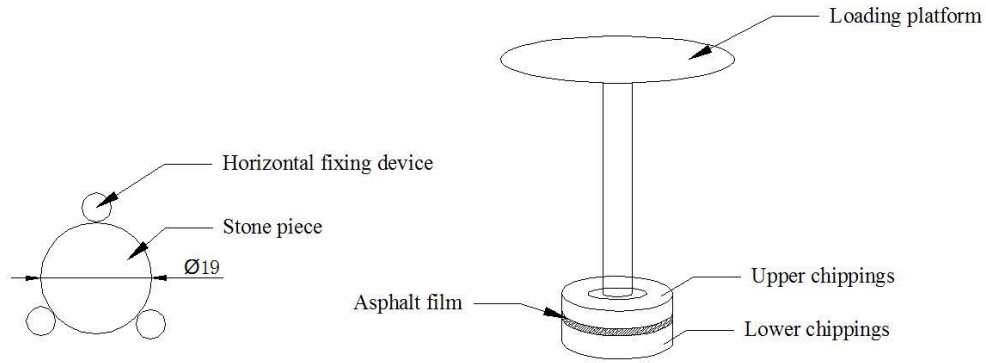 Loading platform
Horizontal fixing device
Stone piece
Ø19
Upper chippings
Asphalt film
Lower chippings